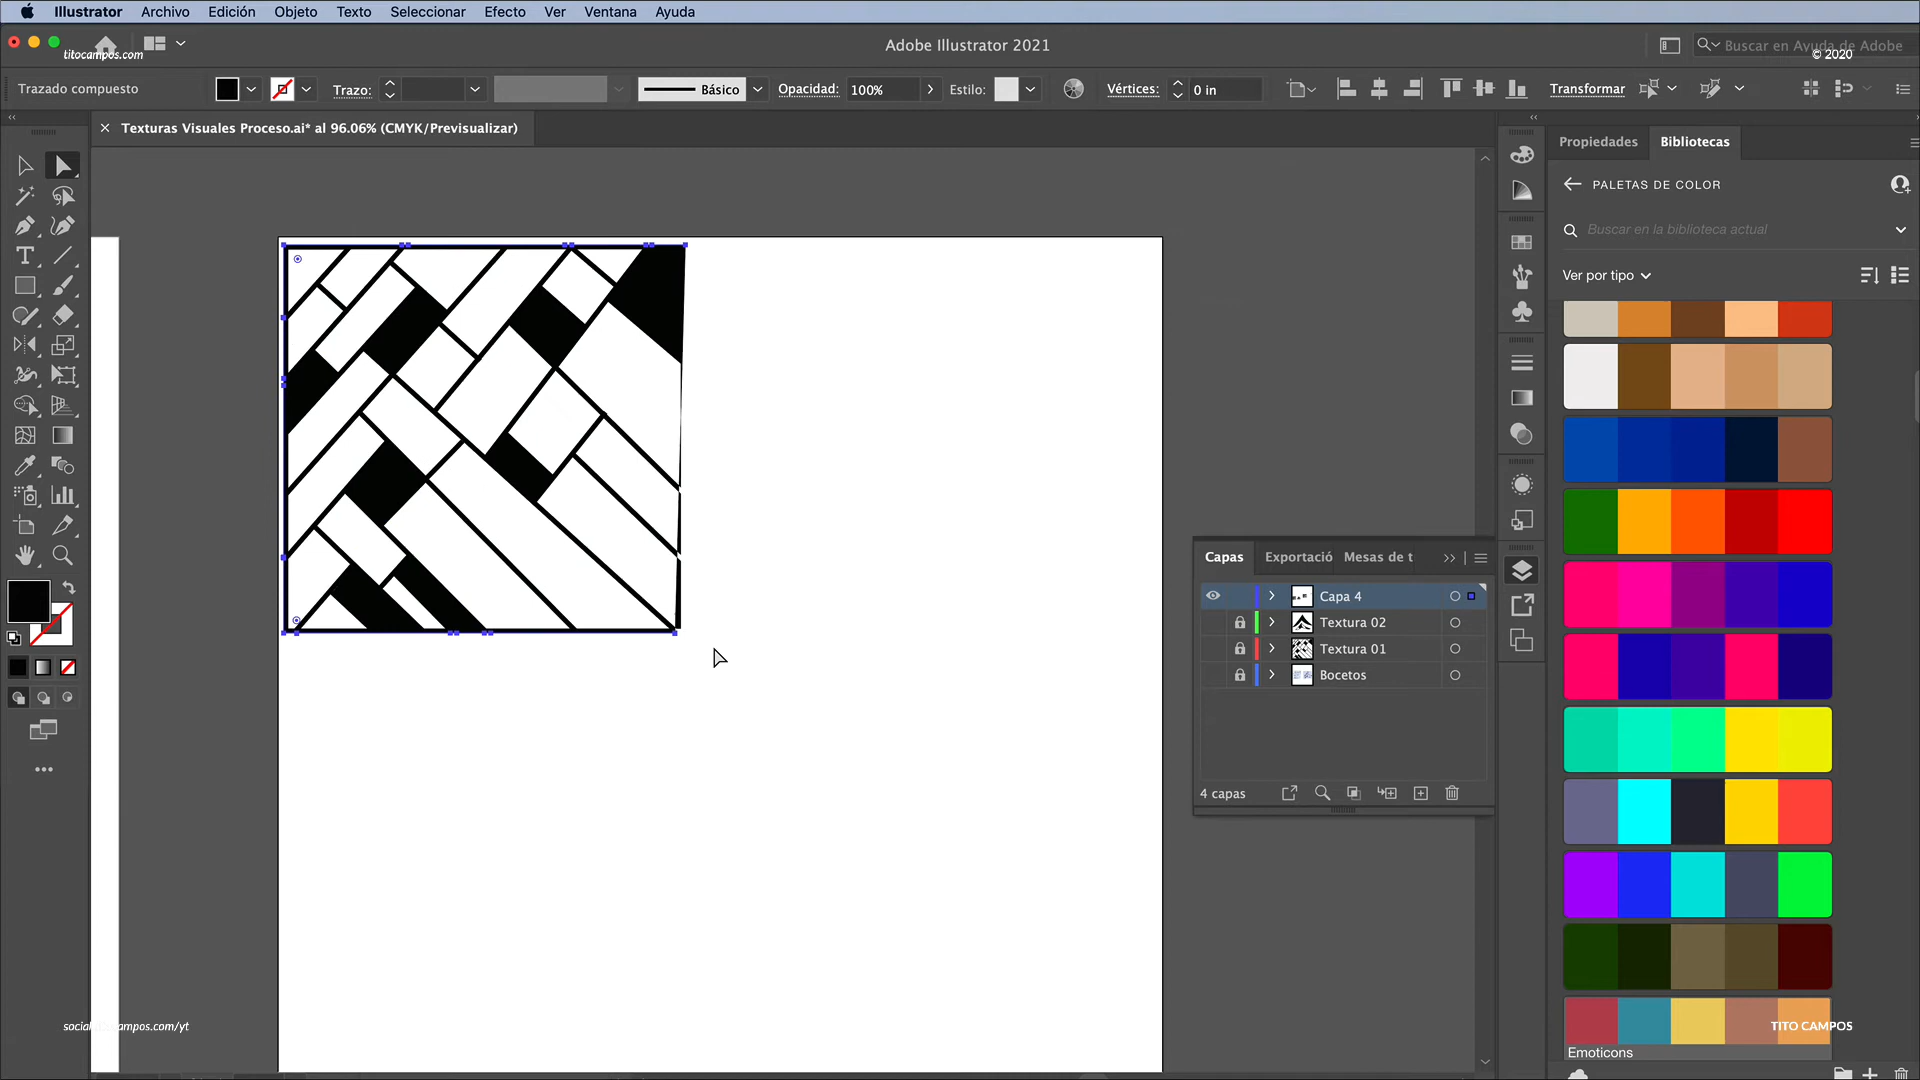 Illustrator Archivo Edición Objeto Texto Seleccionar Efecto Ver Ventana Ayuda
titocampos.com
Adobe Illustrator 2021
Buscar en Ayuda de Adobe
© 2020
Trazado compuesto
Trazo:
Básico
Opacidad: 100%
Estilo:
Vértices: 0 in
Transformar
× Texturas Visuales Proceso.ai* al 96.06% (CMYK/Previsualizar)
Propiedades Bibliotecas
PALETAS DE COLOR
Buscar en la biblioteca actual
Ver por tipo
Capas Exportació Mesas de t
Capa 4
Textura 02
Textura 01
Bocetos
4 capas
TITO CAMPOS
Emoticons